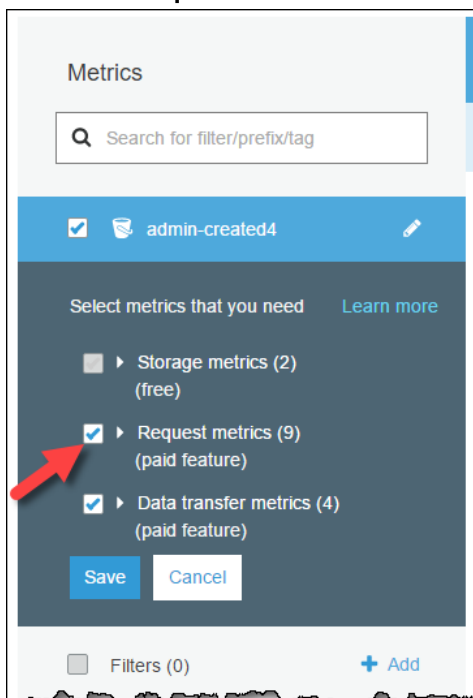 Metrics
Search for filter/prefix/tag
admin-created4
Select metrics that you need Learn more
Storage metrics (2)
(free)
Request metrics (9)
(paid feature)
Data transfer metrics (4)
(paid feature)
Save Cancel
Filters (0) Add